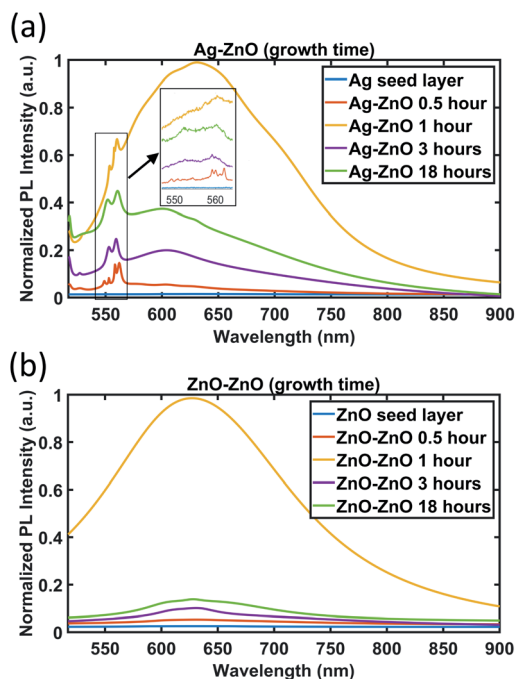 (a)
Ag-ZnO (growth time)
Normalized PL Intensity (a.u.)
1
0.8
0.6
0.4
0.2
0
Ag seed layer
Ag-ZnO 0.5 hour
Ag-ZnO 1 hour
Ag-ZnO 3 hours
Ag-ZnO 18 hours
550 560
550 600 650 700 750 800 850 900
Wavelength (nm)
(b)
ZnO-ZnO (growth time)
Normalized PL Intensity (a.u.)
1
0.8
0.6
0.4
0.2
0
ZnO seed layer
ZnO-ZnO 0.5 hour
ZnO-ZnO 1 hour
ZnO-ZnO 3 hours
ZnO-ZnO 18 hours
550 600 650 700 750 800 850 900
Wavelength (nm)